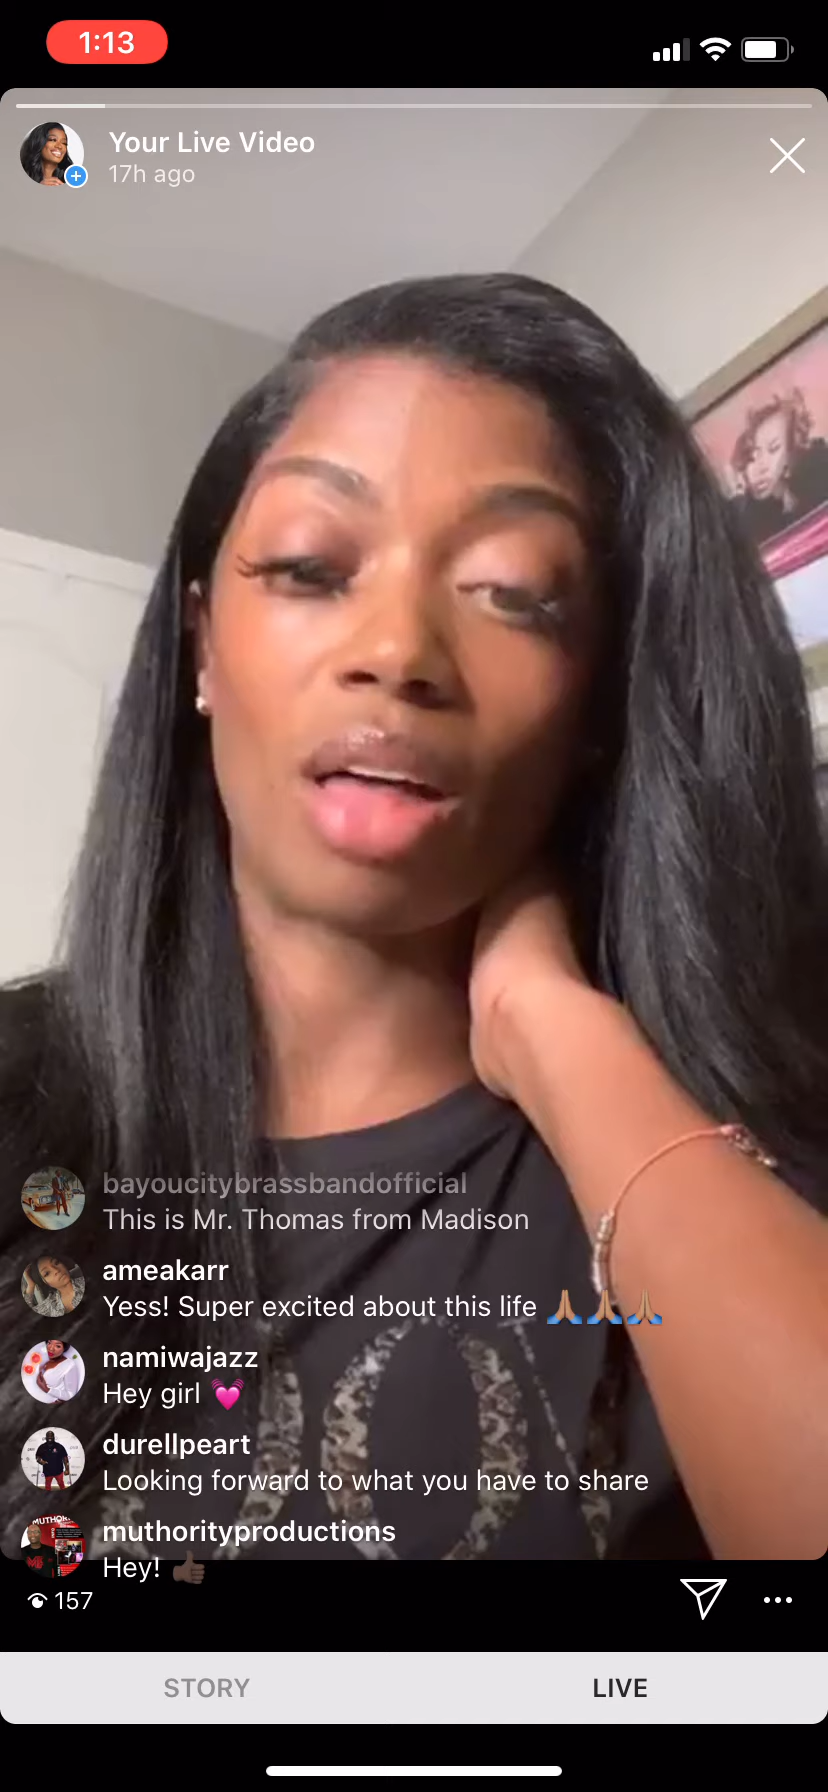 1:13
Your Live Video
17h ago
bayoucitybrassbandofficial
This is Mr. Thomas from Madison
ameakarr
Yess! Super excited about this life 🙏🏽🙏🏽🙏🏽
namiwajazz
Hey girl 💓
durellpeart
Looking forward to what you have to share
muthorityproductions
Hey! 👍🏿
157
STORY
LIVE